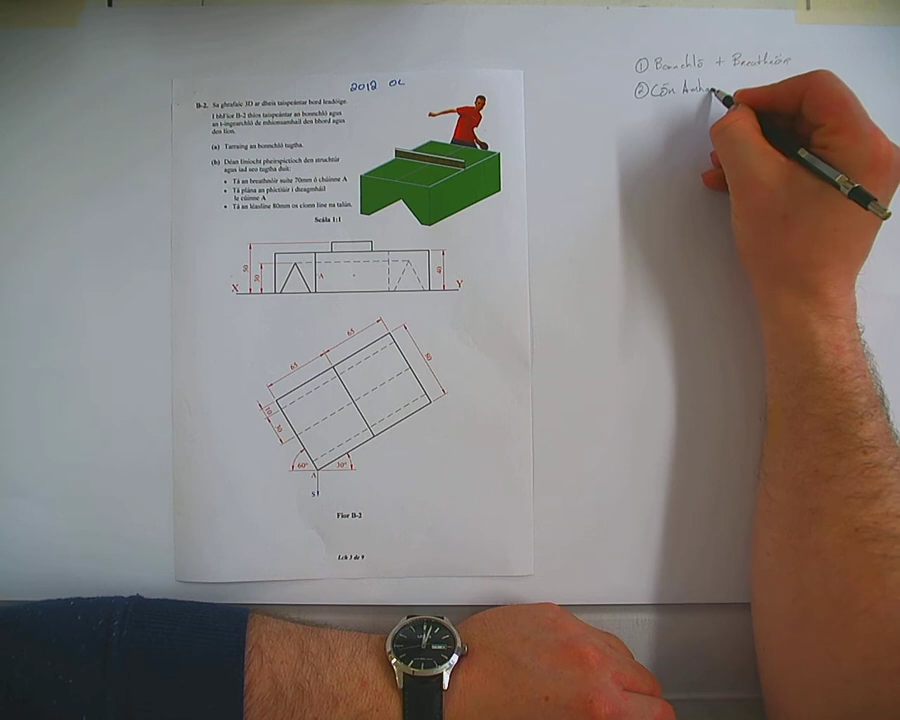 2012 OL
B-2. Sa ghrafaic 3D ar dheis taispeántar bord leadóige.
I bhFíor B-2 thíos taispeántar an bonnchló agus
an t-ingearchló de mhionsamhail den bhord agus
den líon.
(a) Tarraing an bonnchló tugtha.
(b) Déan líníocht pheirspictíoch den struchtúr
agus iad seo tugtha duit:
• Tá an breathnóir suite 70mm ó chúinne A
• Tá plána an phictiúir i dteagmháil
le cúinne A
• Tá an léaslíne 80mm os cionn líne na talún.
Scála 1:1
50
30
A
40
X
Y
65
65
80
10
30
60°
30°
A
S
Fíor B-2
Lch 3 de 9
① Bonnchló +
② Cón